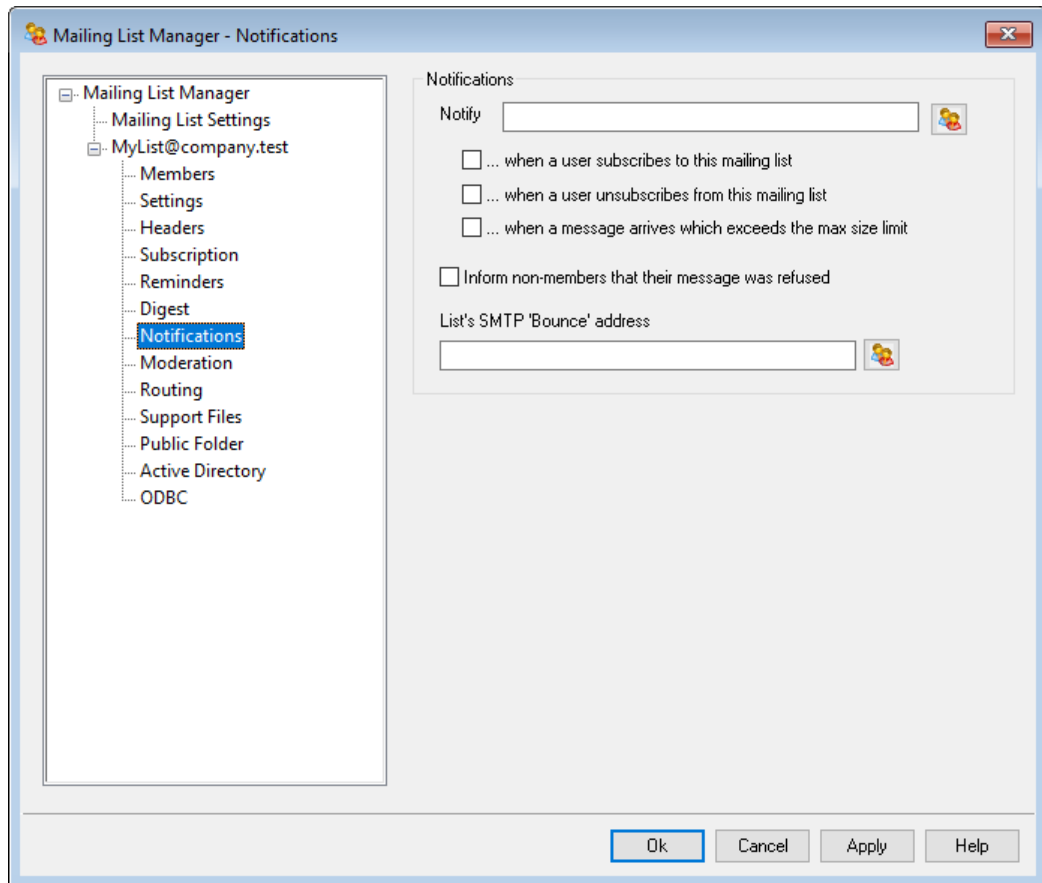 Mailing List Manager - Notifications
Mailing List Manager
Mailing List Settings
MyList@company.test
Members
Settings
Headers
Subscription
Reminders
Digest
Notifications
Moderation
Routing
Support Files
Public Folder
Active Directory
ODBC
Notifications
Notify
... when a user subscribes to this mailing list
... when a user unsubscribes from this mailing list
... when a message arrives which exceeds the max size limit
Inform non-members that their message was refused
List's SMTP 'Bounce' address
Ok Cancel Apply Help